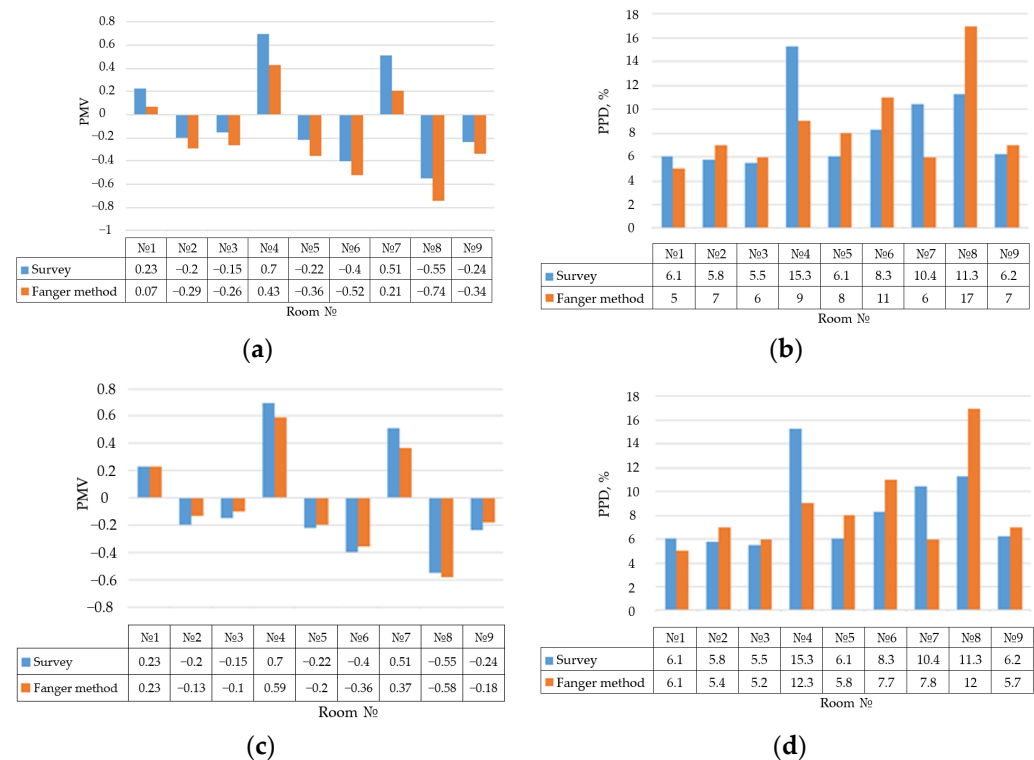 0.8
0.6
0.4
0.2
0
−0.2
−0.4
−0.6
−0.8
−1
PMV
№1 №2 №3 №4 №5 №6 №7 №8 №9
Survey 0.23 −0.2 −0.15 0.7 −0.22 −0.4 0.51 −0.55 −0.24
Fanger method 0.07 −0.29 −0.26 0.43 −0.36 −0.52 0.21 −0.74 −0.34
Room №
(a)
18
16
14
12
10
8
6
4
2
0
PPD, %
№1 №2 №3 №4 №5 №6 №7 №8 №9
Survey 6.1 5.8 5.5 15.3 6.1 8.3 10.4 11.3 6.2
Fanger method 5 7 6 9 8 11 6 17 7
Room №
(b)
0.8
0.6
0.4
0.2
0
−0.2
−0.4
−0.6
−0.8
PMV
№1 №2 №3 №4 №5 №6 №7 №8 №9
Survey 0.23 −0.2 −0.15 0.7 −0.22 −0.4 0.51 −0.55 −0.24
Fanger method 0.23 −0.13 −0.1 0.59 −0.2 −0.36 0.37 −0.58 −0.18
Room №
(c)
18
16
14
12
10
8
6
4
2
0
PPD, %
№1 №2 №3 №4 №5 №6 №7 №8 №9
Survey 6.1 5.8 5.5 15.3 6.1 8.3 10.4 11.3 6.2
Fanger method 6.1 5.4 5.2 12.3 5.8 7.7 7.8 12 5.7
Room №
(d)